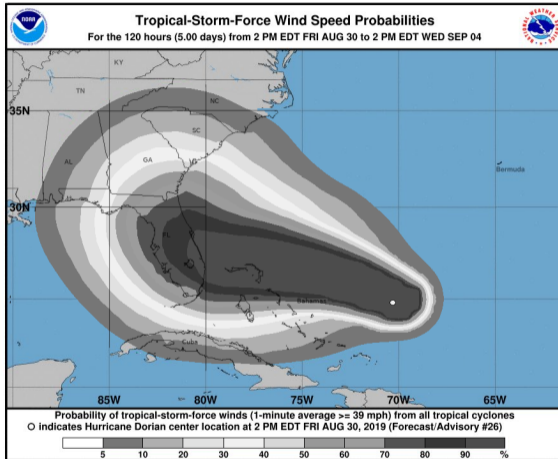 Tropical-Storm-Force Wind Speed Probabilities
For the 120 hours (5.00 days) from 2 PM EDT FRI AUG 30 to 2 PM EDT WED SEP 04
NOAA
NATIONAL WEATHER
KY
TN
NC
35N
SC
AL
GA
Bermuda
30N
FL
Bahamas
Cuba
85W
80W
75W
70W
65W
Probability of tropical-storm-force winds (1-minute average >= 39 mph) from all tropical cyclones
O indicates Hurricane Dorian center location at 2 PM EDT FRI AUG 30, 2019 (Forecast/Advisory #26)
5 10 20 30 40 50 60 70 80 90 %